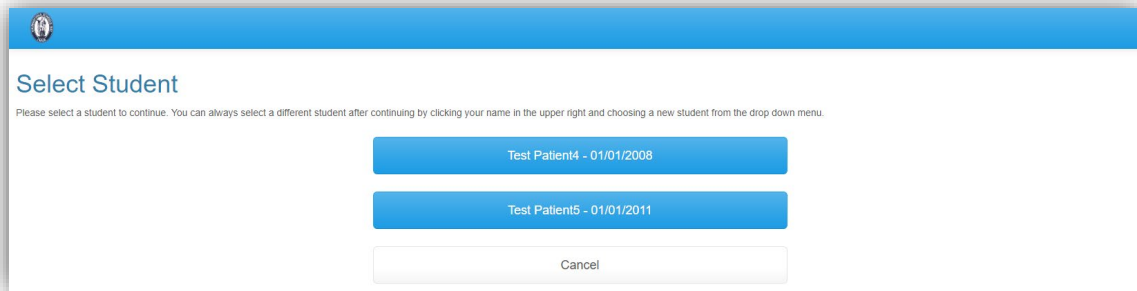 Select Student
Please select a student to continue. You can always select a different student after continuing by clicking your name in the upper right and choosing a new student from the drop down menu.
Test Patient4 - 01/01/2008
Test Patient5 - 01/01/2011
Cancel